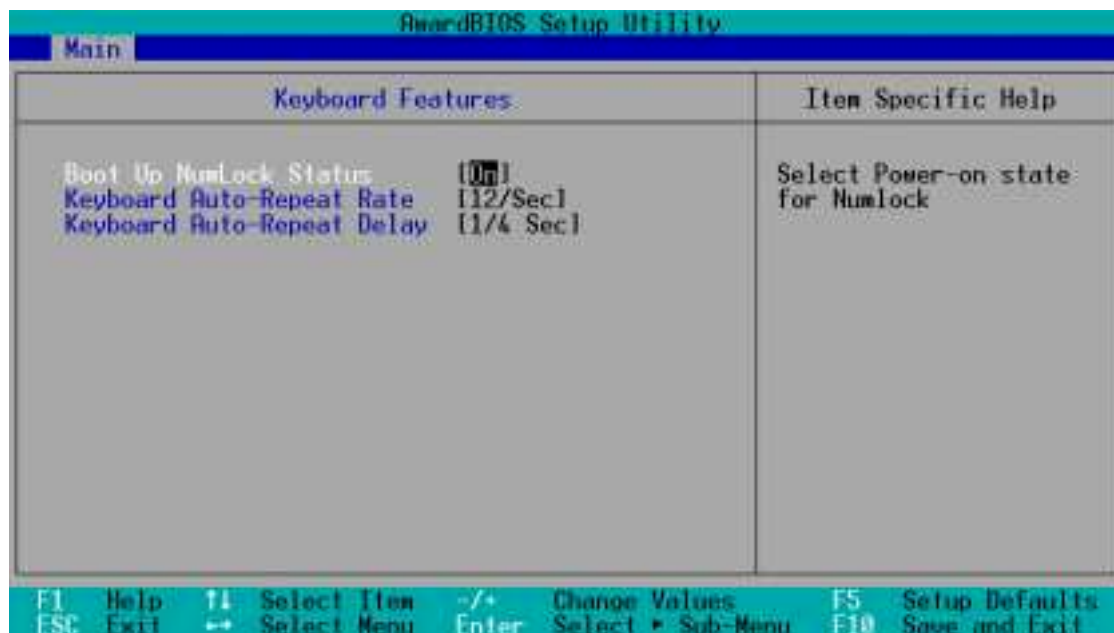 AwardBIOS Setup Utility
Main
Keyboard Features
Item Specific Help
Boot Up NumLock Status [On]
Keyboard Auto-Repeat Rate [12/Sec]
Keyboard Auto-Repeat Delay [1/4 Sec]
Select Power-on state
for Numlock
F1 Help ↑↓ Select Item -/+ Change Values F5 Setup Defaults
ESC Exit ←→ Select Menu Enter Select ► Sub-Menu F10 Save and Exit